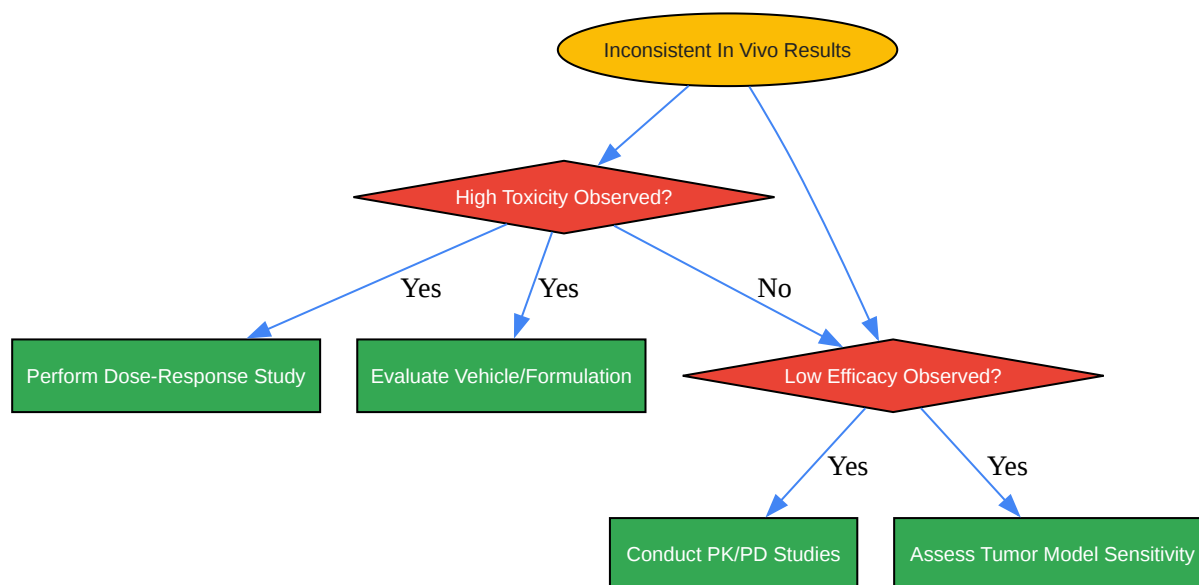 Inconsistent In Vivo Results
High Toxicity Observed?
Yes
Yes
No
Perform Dose-Response Study
Evaluate Vehicle/Formulation
Low Efficacy Observed?
Yes
Yes
Conduct PK/PD Studies
Assess Tumor Model Sensitivity